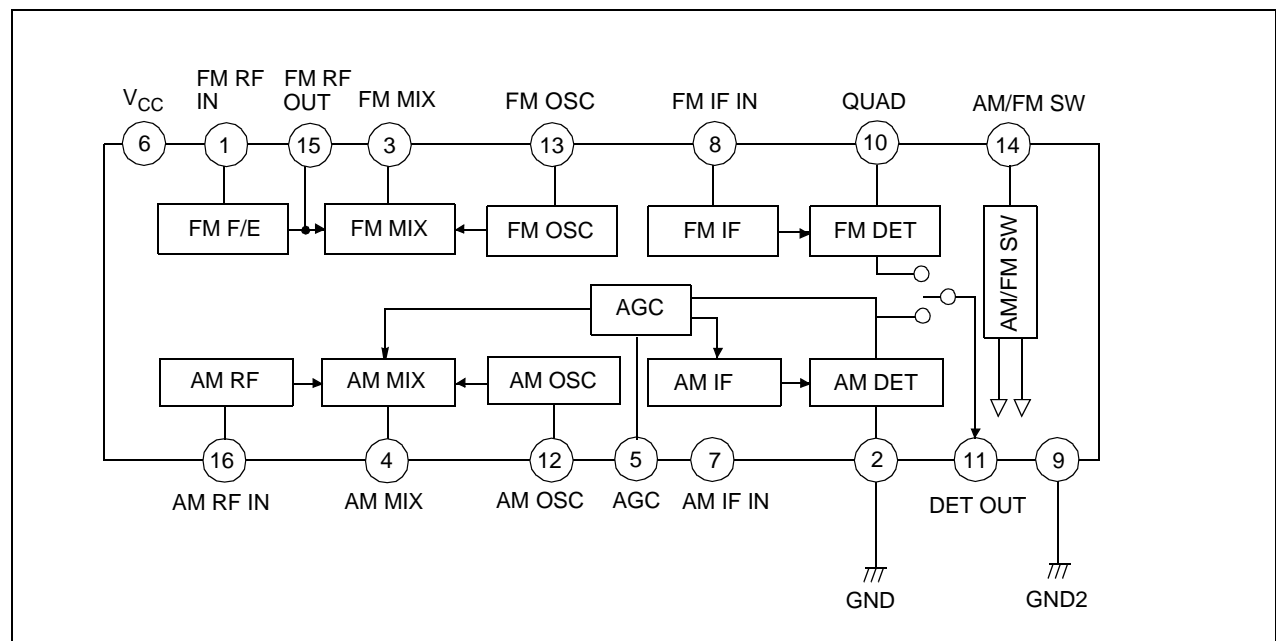 V_CC
FM RF IN
FM RF OUT
FM MIX
FM OSC
FM IF IN
QUAD
AM/FM SW
6
1
15
3
13
8
10
14
FM F/E
FM MIX
FM OSC
FM IF
FM DET
AM/FM SW
AGC
AM RF
AM MIX
AM OSC
AM IF
AM DET
16
4
12
5
7
2
11
9
AM RF IN
AM MIX
AM OSC
AGC
AM IF IN
DET OUT
GND
GND2